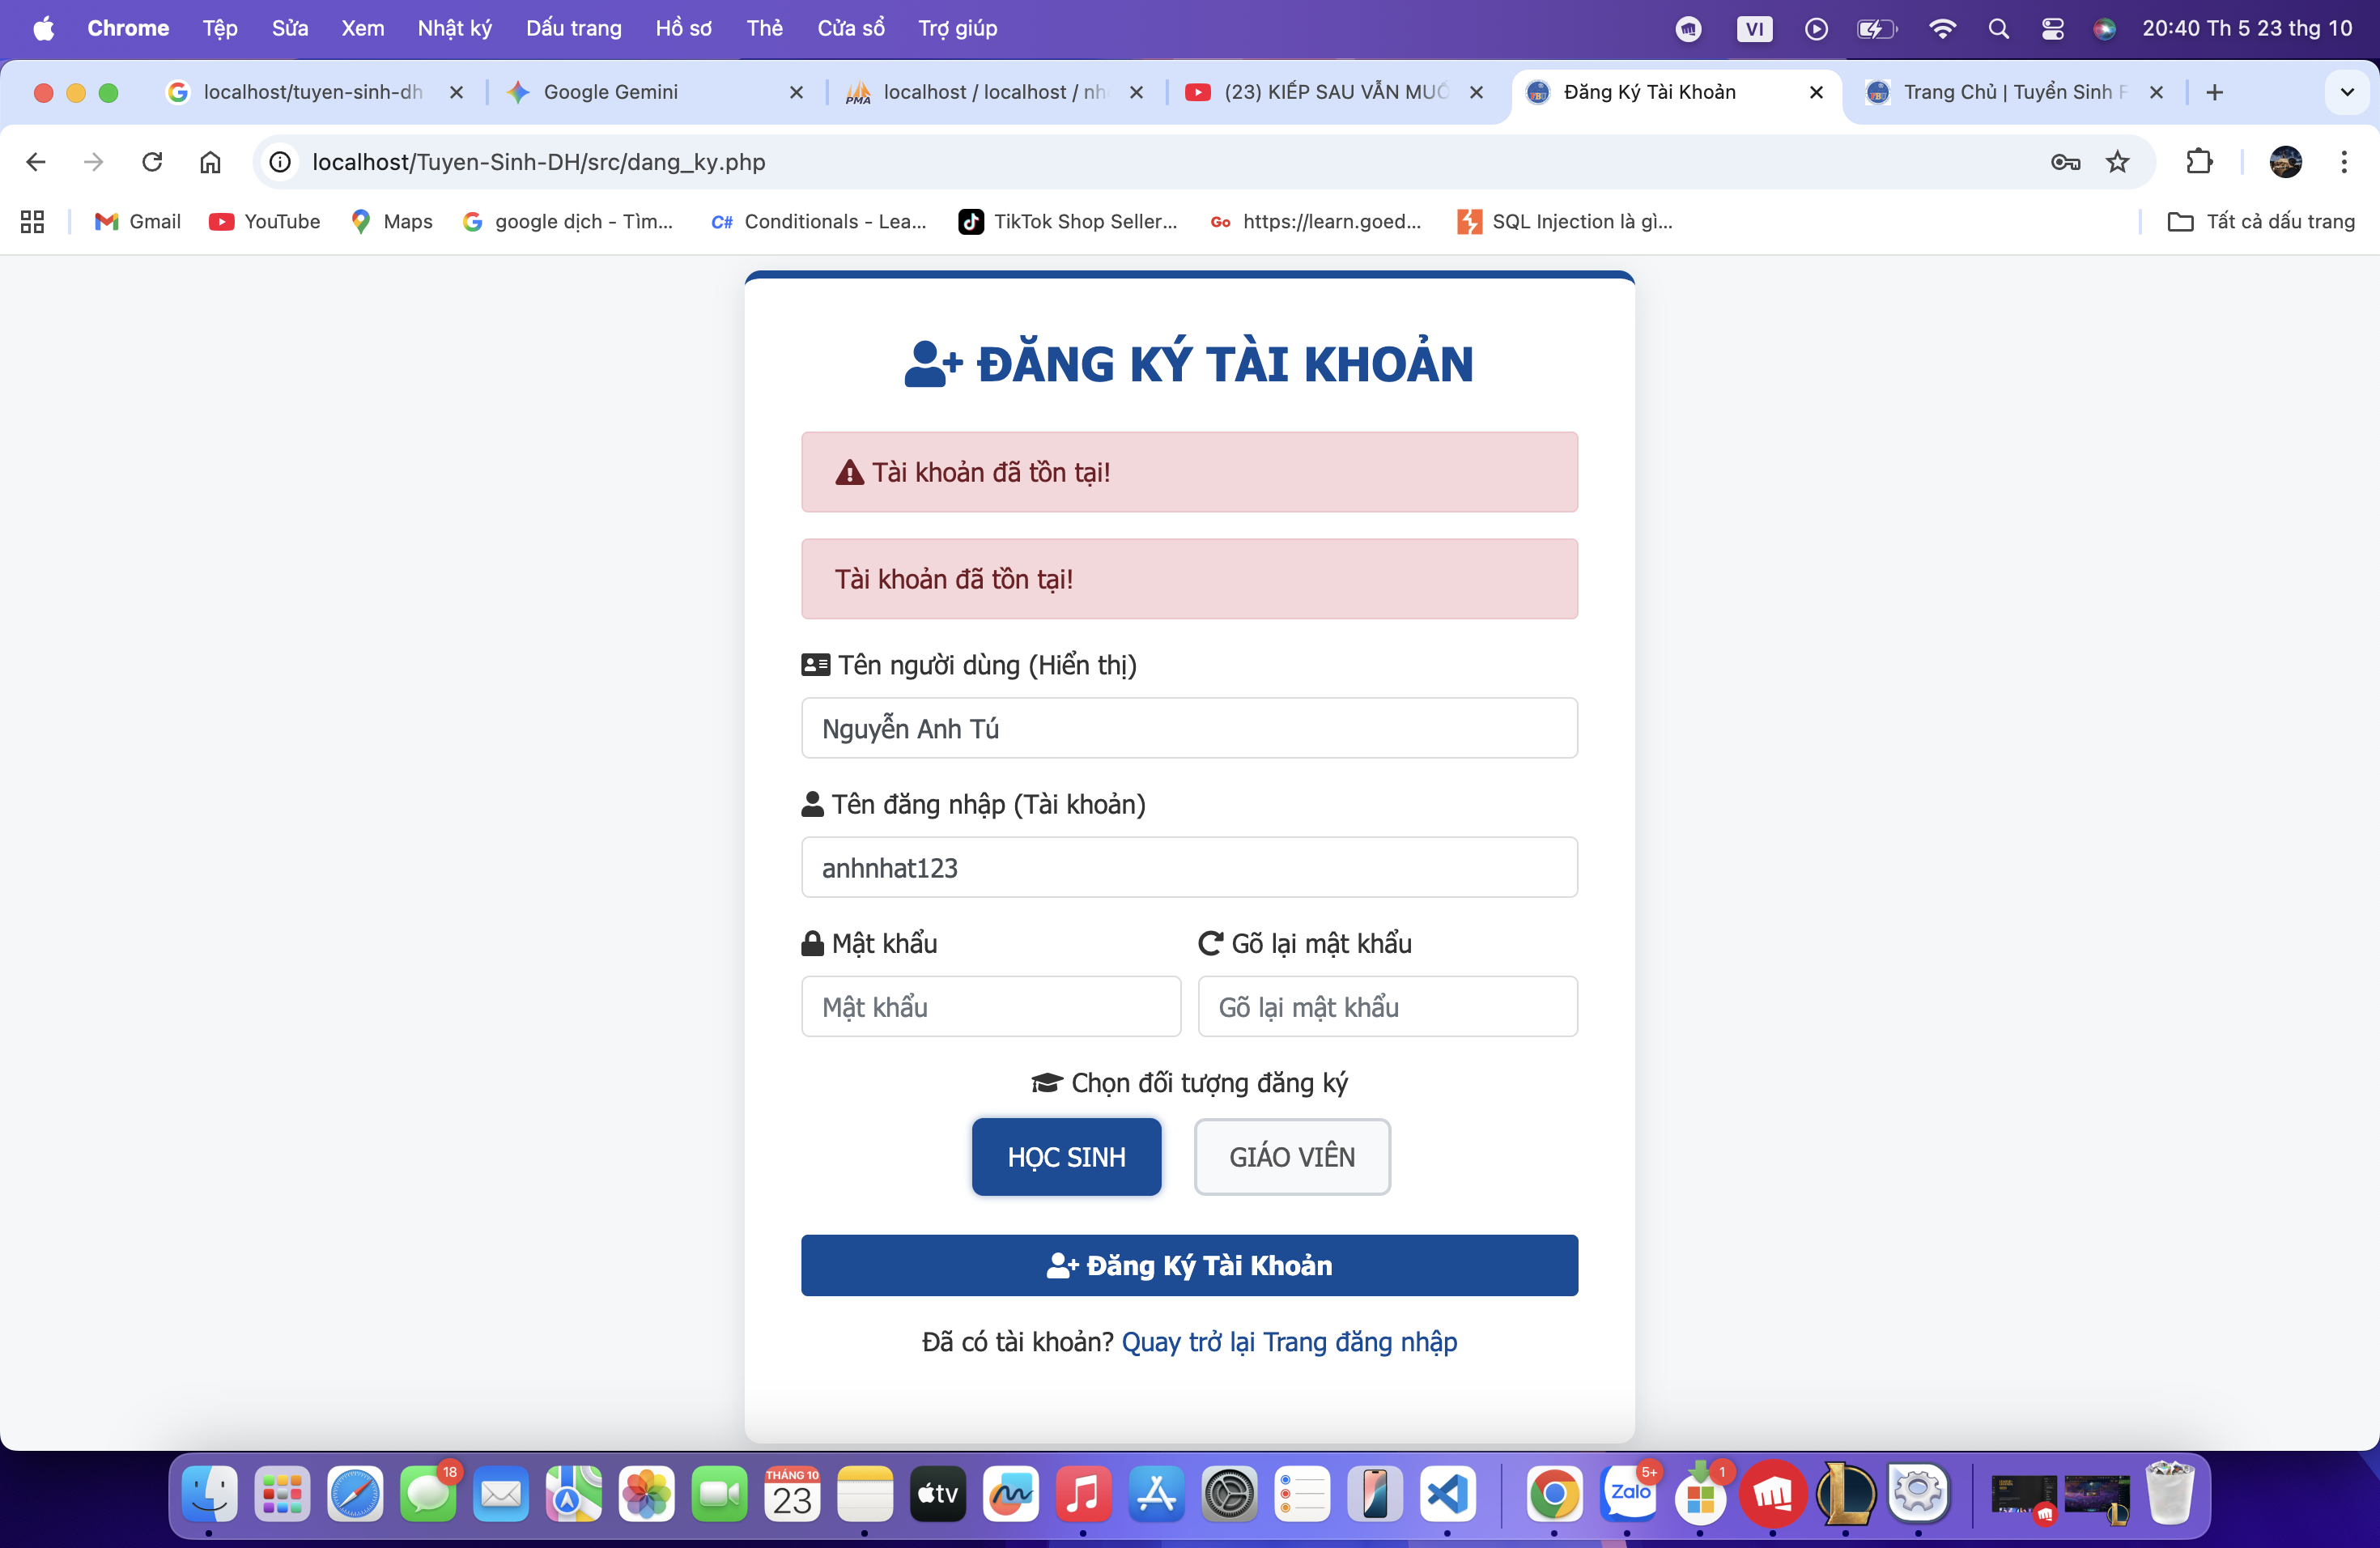 Chrome Tệp Sửa Xem Nhật ký Dấu trang Hồ sơ Thẻ Cửa sổ Trợ giúp VI 20:40 Th 5 23 thg 10
localhost/tuyen-sinh-dh Google Gemini PMA localhost / localhost / nh (23) KIẾP SAU VẪN MUỐ Đăng Ký Tài Khoản Trang Chủ | Tuyển Sinh
localhost/Tuyen-Sinh-DH/src/dang_ky.php
Gmail YouTube Maps google dịch - Tìm... C# Conditionals - Lea... TikTok Shop Seller... Go https://learn.goed... SQL Injection là gì... Tất cả dấu trang
ĐĂNG KÝ TÀI KHOẢN
Tài khoản đã tồn tại!
Tài khoản đã tồn tại!
Tên người dùng (Hiển thị)
Nguyễn Anh Tú
Tên đăng nhập (Tài khoản)
anhnhat123
Mật khẩu Gõ lại mật khẩu
Mật khẩu Gõ lại mật khẩu
Chọn đối tượng đăng ký
HỌC SINH GIÁO VIÊN
Đăng Ký Tài Khoản
Đã có tài khoản? Quay trở lại Trang đăng nhập
18 THÁNG 10 23 tv Zalo 5+ 1